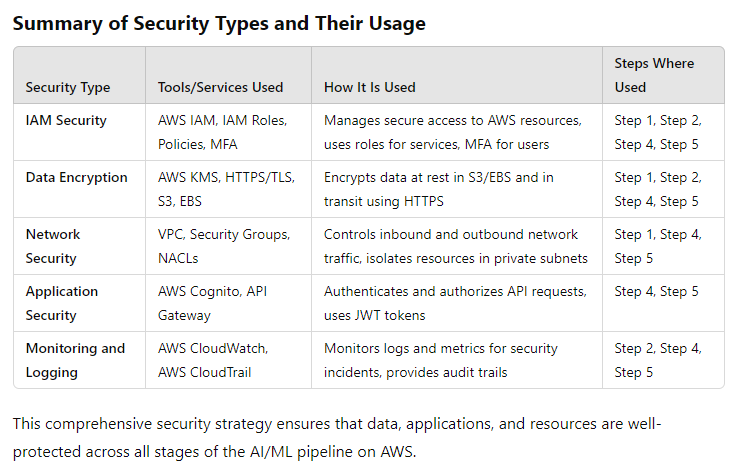 Summary of Security Types and Their Usage
Security Type
Tools/Services Used
How It Is Used
Steps Where
Used
IAM Security
AWS IAM, IAM Roles,
Policies, MFA
Manages secure access to AWS resources,
uses roles for services, MFA for users
Step 1, Step 2,
Step 4, Step 5
Data Encryption
AWS KMS, HTTPS/TLS,
S3, EBS
Encrypts data at rest in S3/EBS and in
transit using HTTPS
Step 1, Step 2,
Step 4, Step 5
Network
Security
VPC, Security Groups,
NACLs
Controls inbound and outbound network
traffic, isolates resources in private subnets
Step 1, Step 4,
Step 5
Application
Security
AWS Cognito, API
Gateway
Authenticates and authorizes API requests,
uses JWT tokens
Step 4, Step 5
Monitoring and
Logging
AWS CloudWatch,
AWS CloudTrail
Monitors logs and metrics for security
incidents, provides audit trails
Step 2, Step 4,
Step 5
This comprehensive security strategy ensures that data, applications, and resources are well-
protected across all stages of the AI/ML pipeline on AWS.